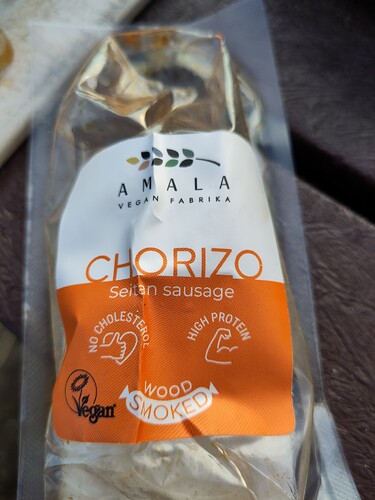 AMALA
VEGAN FABRIKA
CHORIZO
Seitan sausage
NO CHOLESTEROL
HIGH PROTEIN
WOOD
SMOKED
Vegan